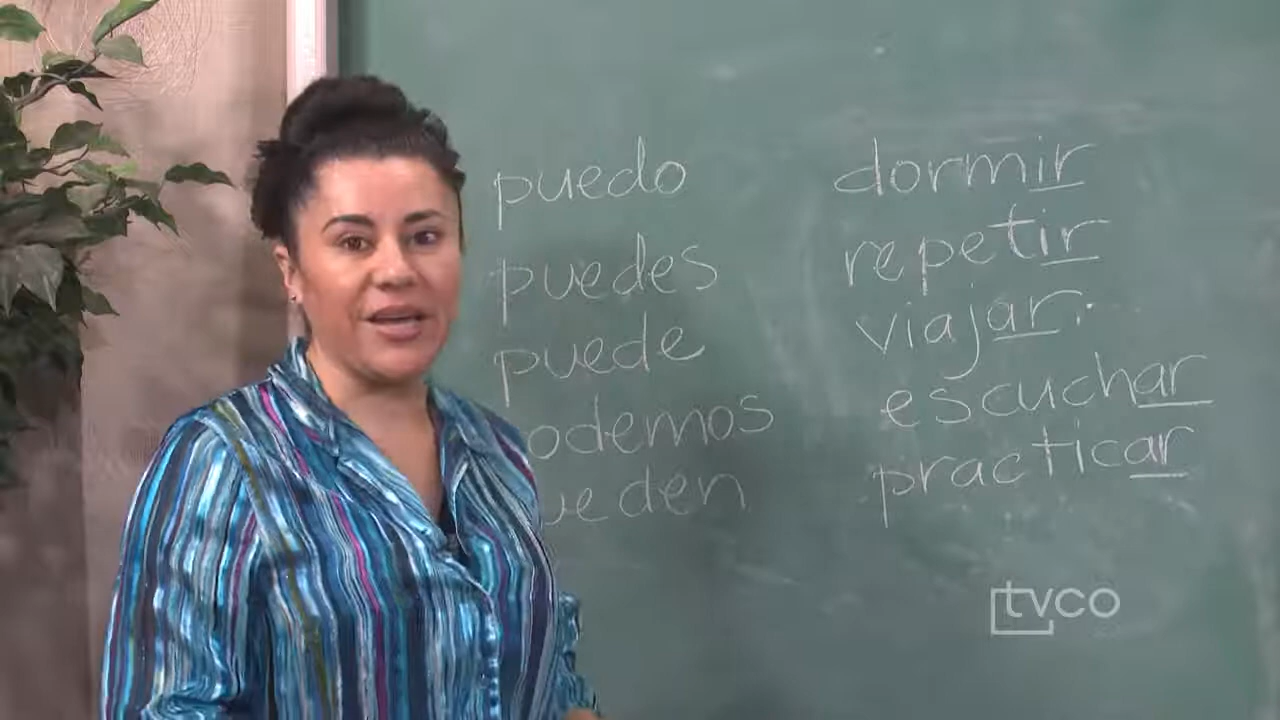 puedo
puedes
puede
odemos
ueden
dormir
repetir
viajar
escuchar
practicar
tvco